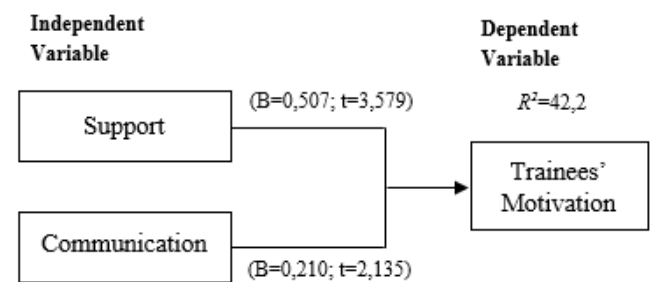 Independent
Variable
Dependent
Variable
(B=0,507; t=3,579)
R²=42,2
Support
Trainees’
Motivation
Communication
(B=0,210; t=2,135)